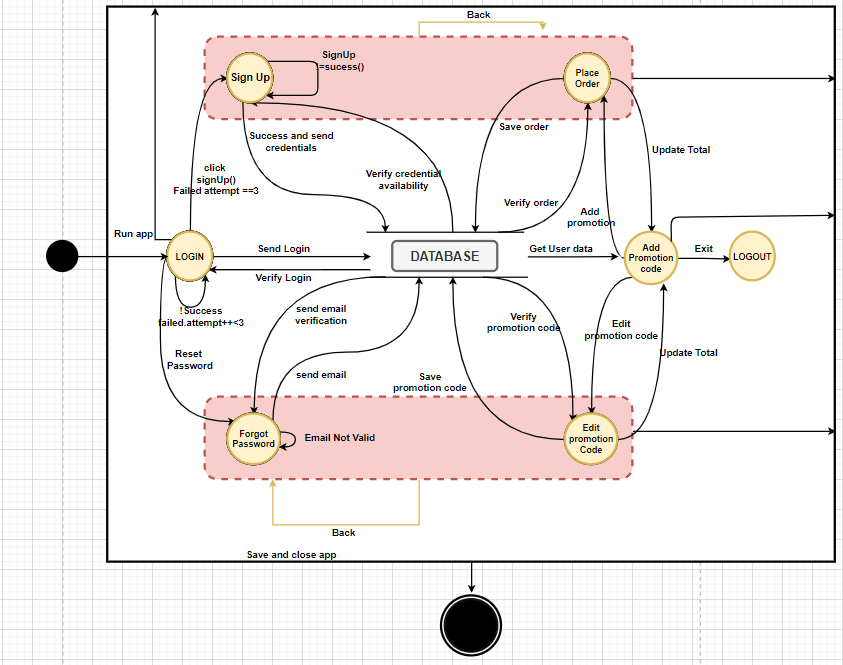 Back
SignUp
!=sucess()
Sign Up
Place
Order
Save order
Success and send
credentials
Update Total
Verify credential
availability
click
signUp()
Failed attempt ==3
Verify order
Add
promotion
Run app
LOGIN
Send Login
DATABASE
Get User data
Add
Promotion
code
Exit
LOGOUT
Verify Login
!Success
failed.attempt++<3
send email
verification
Verify
promotion code
Edit
promotion code
Reset
Password
Update Total
send email
Save
promotion code
Forgot
Password
Email Not Valid
Edit
promotion
Code
Back
Save and close app